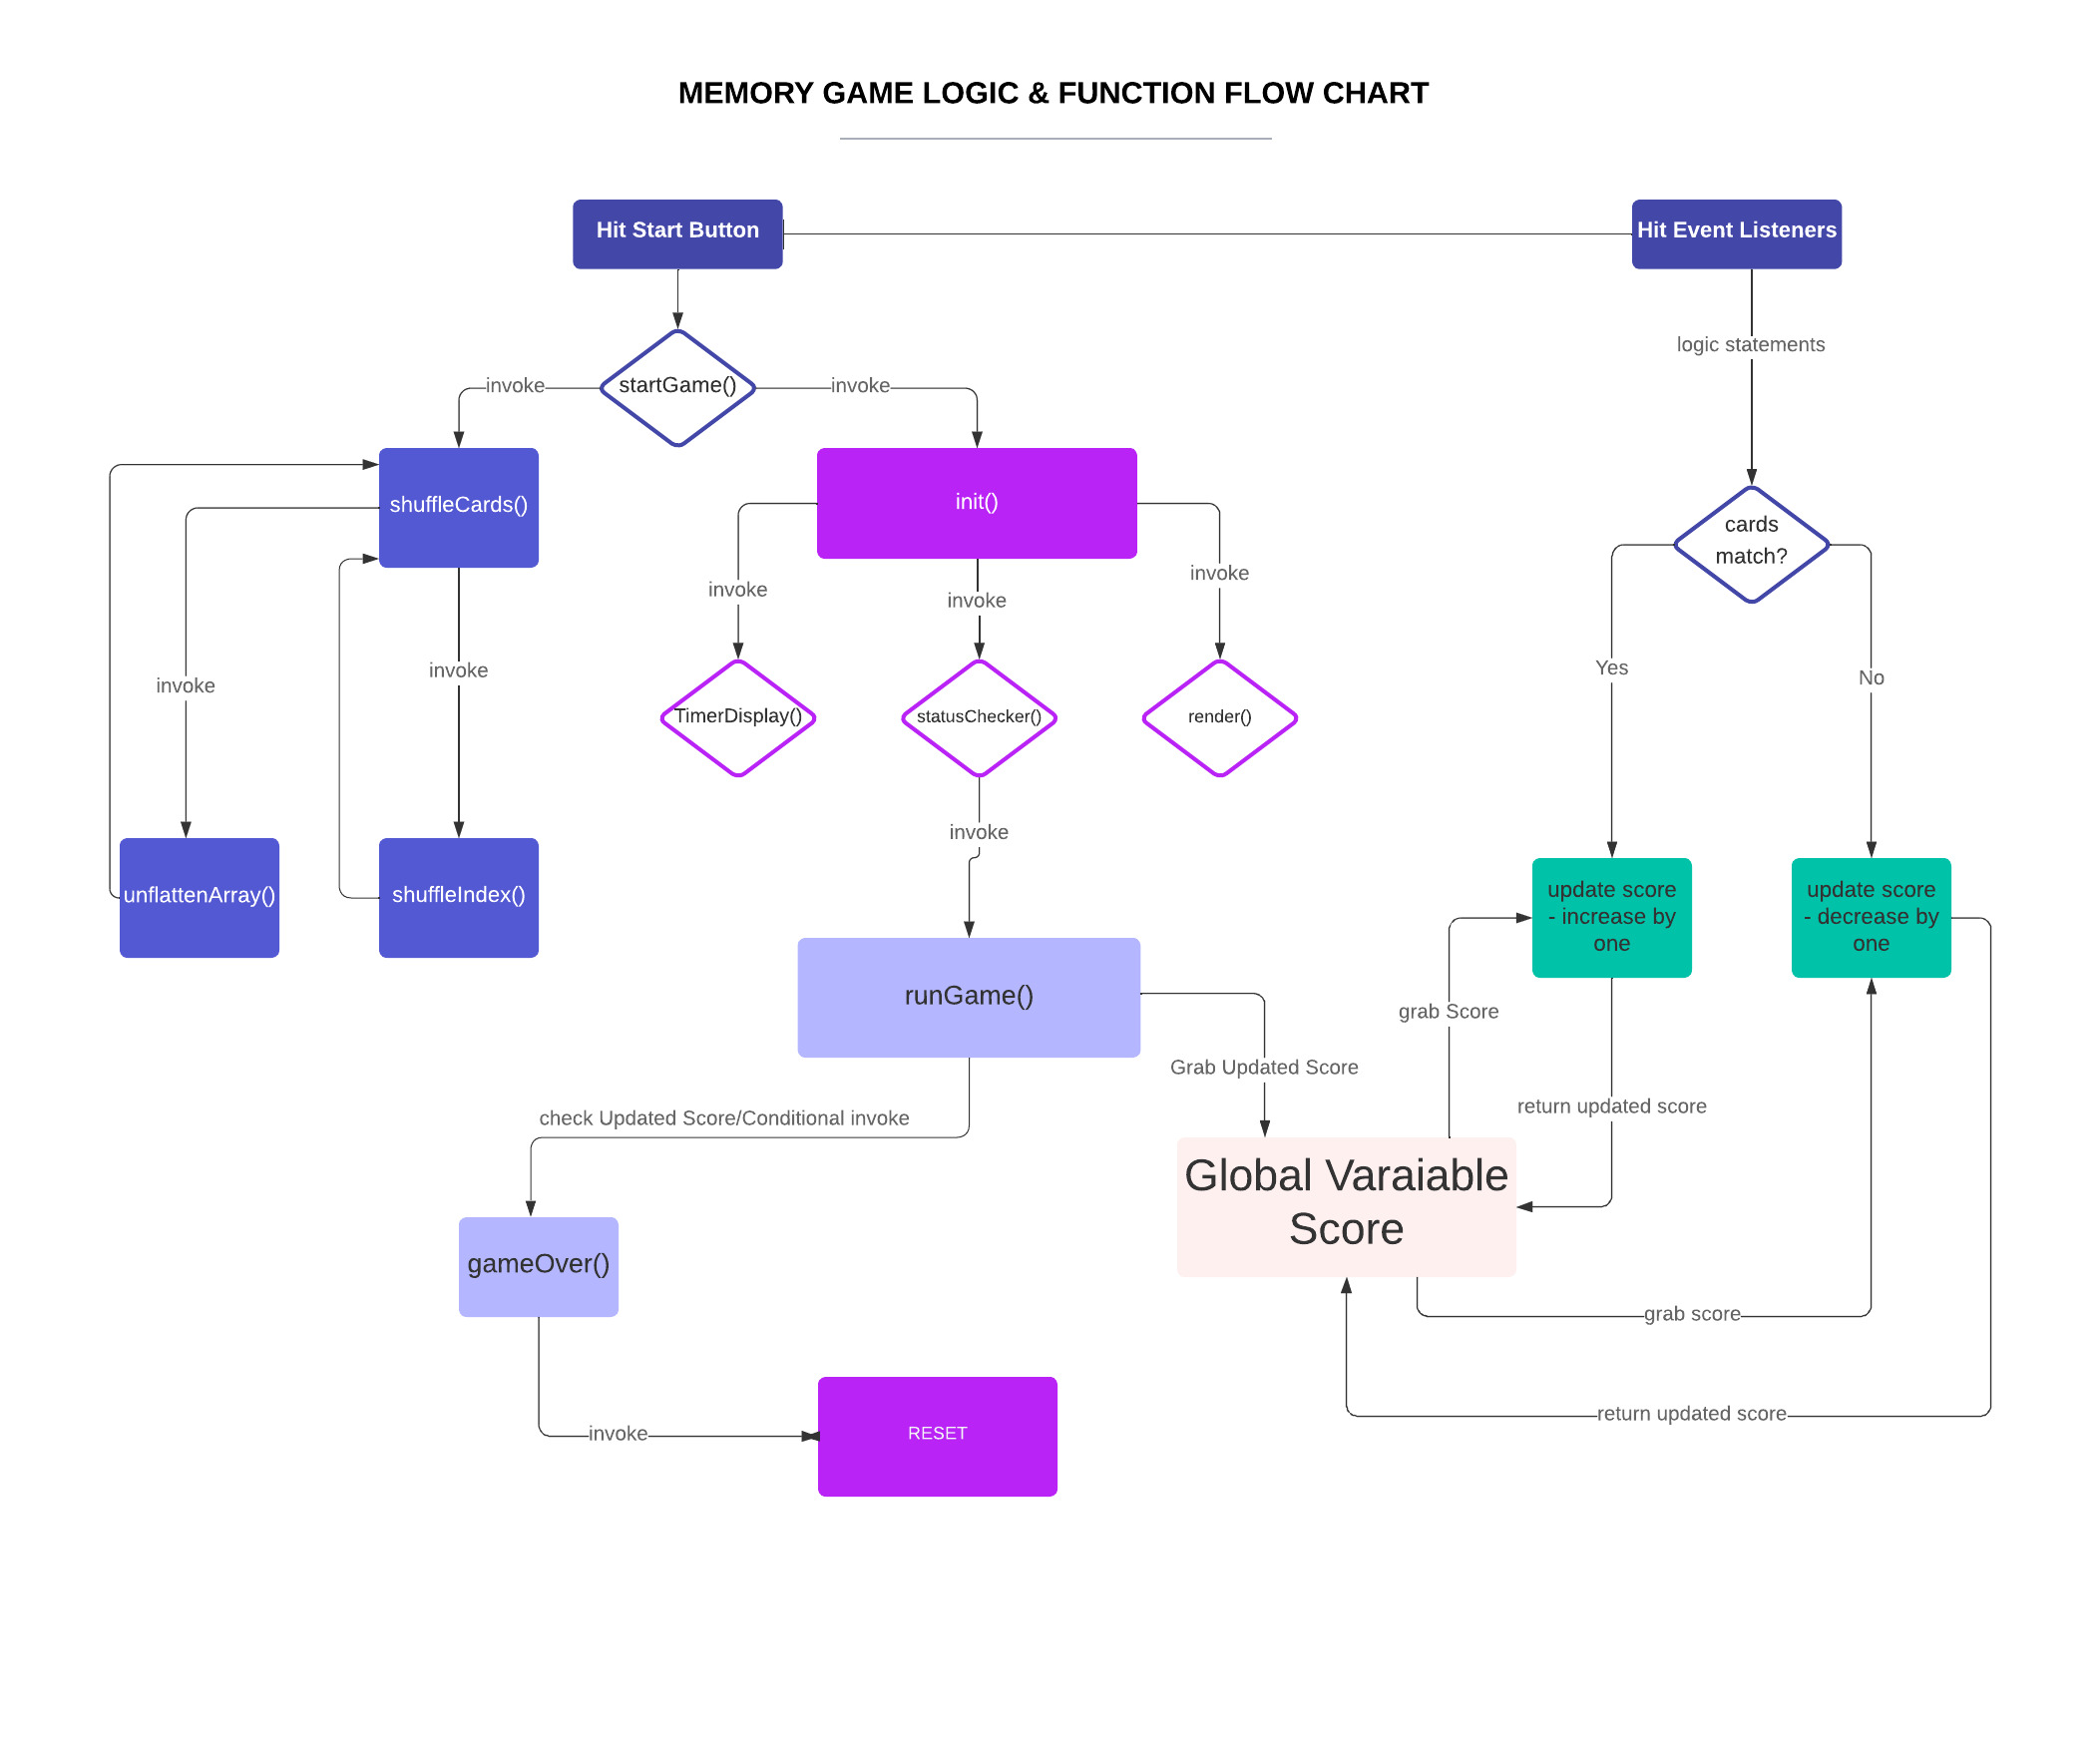 MEMORY GAME LOGIC & FUNCTION FLOW CHART
Hit Start Button
Hit Event Listeners
logic statements
startGame()
invoke
invoke
shuffleCards()
init()
cards
match?
invoke
invoke
invoke
invoke
invoke
Yes
No
TimerDisplay()
statusChecker()
render()
invoke
unflattenArray()
shuffleIndex()
update score
- increase by
one
update score
- decrease by
one
runGame()
grab Score
Grab Updated Score
return updated score
check Updated Score/Conditional invoke
Global Varaiable
Score
gameOver()
grab score
return updated score
invoke
RESET